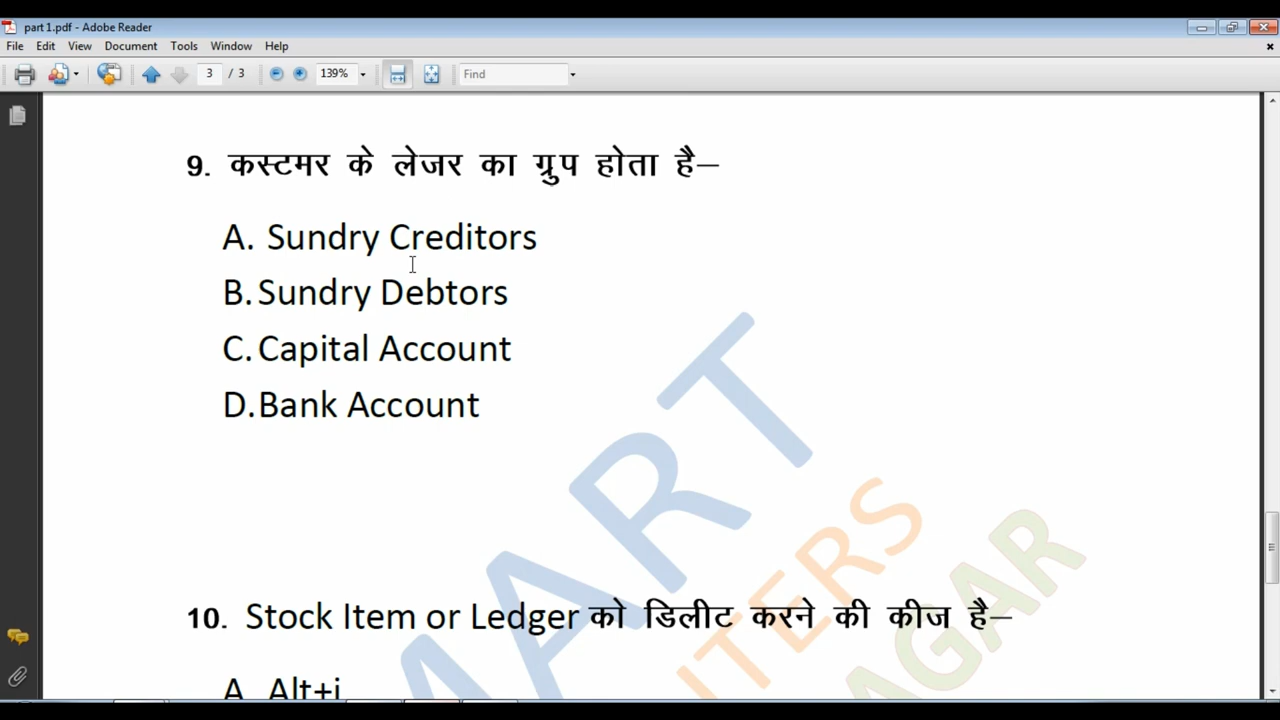 part 1.pdf - Adobe Reader
File Edit View Document Tools Window Help
3 / 3 139% Find
9. कस्टमर के लेजर का ग्रुप होता है–
A. Sundry Creditors
B. Sundry Debtors
C. Capital Account
D. Bank Account
10. Stock Item or Ledger को डिलीट करने की कीज है–
A. Alt+i